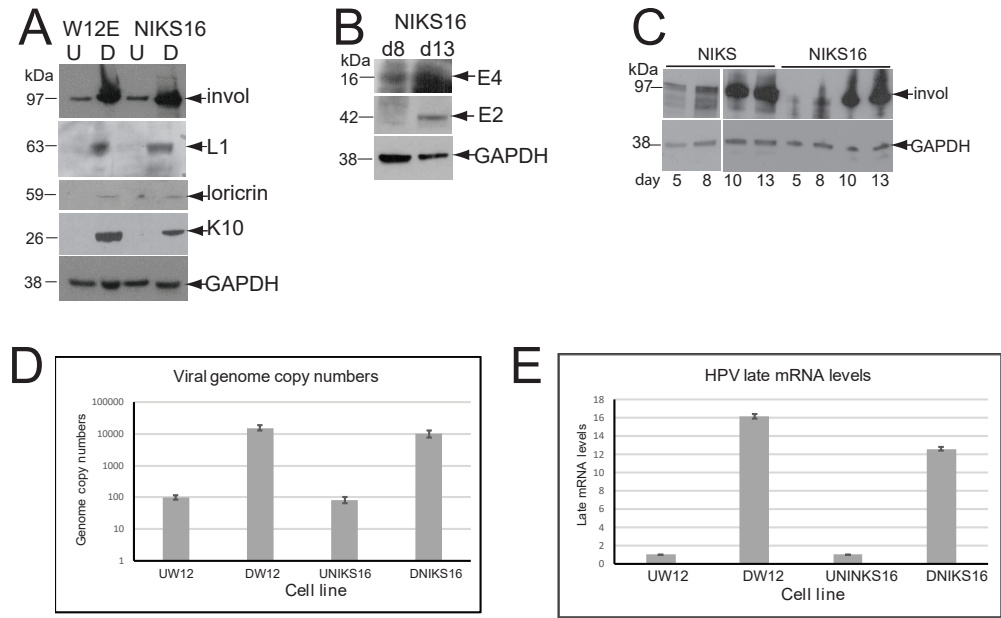 A
W12E NIKS16
U D U D
kDa
97
invol
63
L1
59
loricrin
K10
26
38
GAPDH
B
NIKS16
d8 d13
kDa
16
E4
42
E2
38
GAPDH
C
NIKS NIKS16
kDa
97
invol
38
GAPDH
day 5 8 10 13 5 8 10 13
D
Viral genome copy numbers
Genome copy numbers
100000
10000
1000
100
10
1
UW12 DW12 UNIKS16 DNIKS16
Cell line
E
HPV late mRNA levels
Late mRNA levels
18
16
14
12
10
8
6
4
2
0
UW12 DW12 UNINKS16 DNIKS16
Cell line